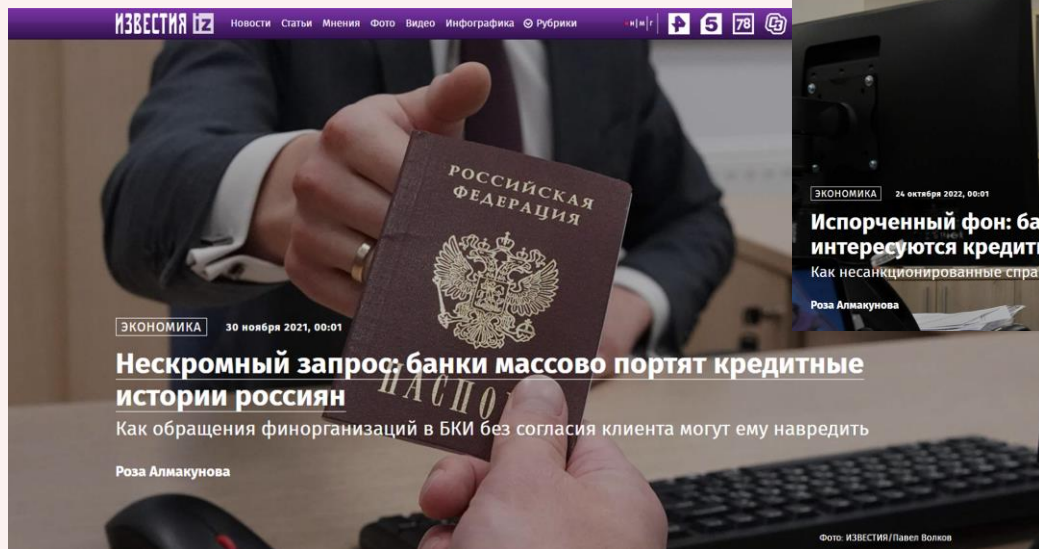 ИЗВЕСТИЯ iz
Новости Статьи Мнения Фото Видео Инфографика Рубрики
н|м|г 5 78
РОССИЙСКАЯ
ФЕДЕРАЦИЯ
ЭКОНОМИКА 30 ноября 2021, 00:01
Нескромный запрос: банки массово портят кредитные
истории россиян
Как обращения финорганизаций в БКИ без согласия клиента могут ему навредить
Роза Алмакунова
Фото: ИЗВЕСТИЯ/Павел Волков
ЭКОНОМИКА 24 октября 2022, 00:01
Испорченный фон: ба
интересуются кредит
Как несанкционированные спра
Роза Алмакунова